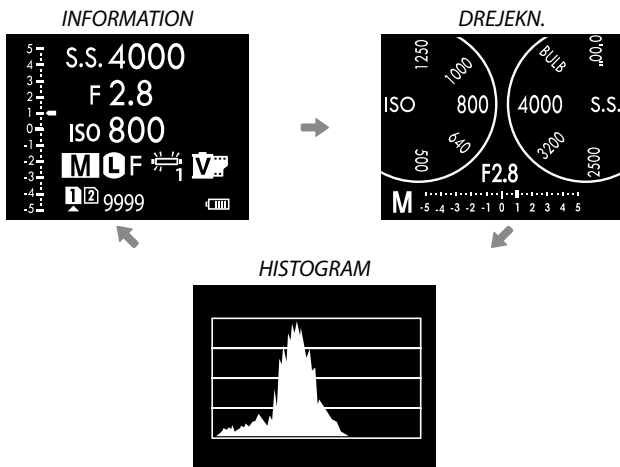 INFORMATION
5
4
3
2
1
0
-1
-2
-3
-4
-5
S.S. 4000
F 2.8
ISO 800
M L F 1 V
1 2 9999
DREJEKN.
1250
1000
ISO 800
640
500
BULB
60'00"
4000 S.S.
3200
2500
F2.8
M -5 -4 -3 -2 -1 0 1 2 3 4 5
HISTOGRAM